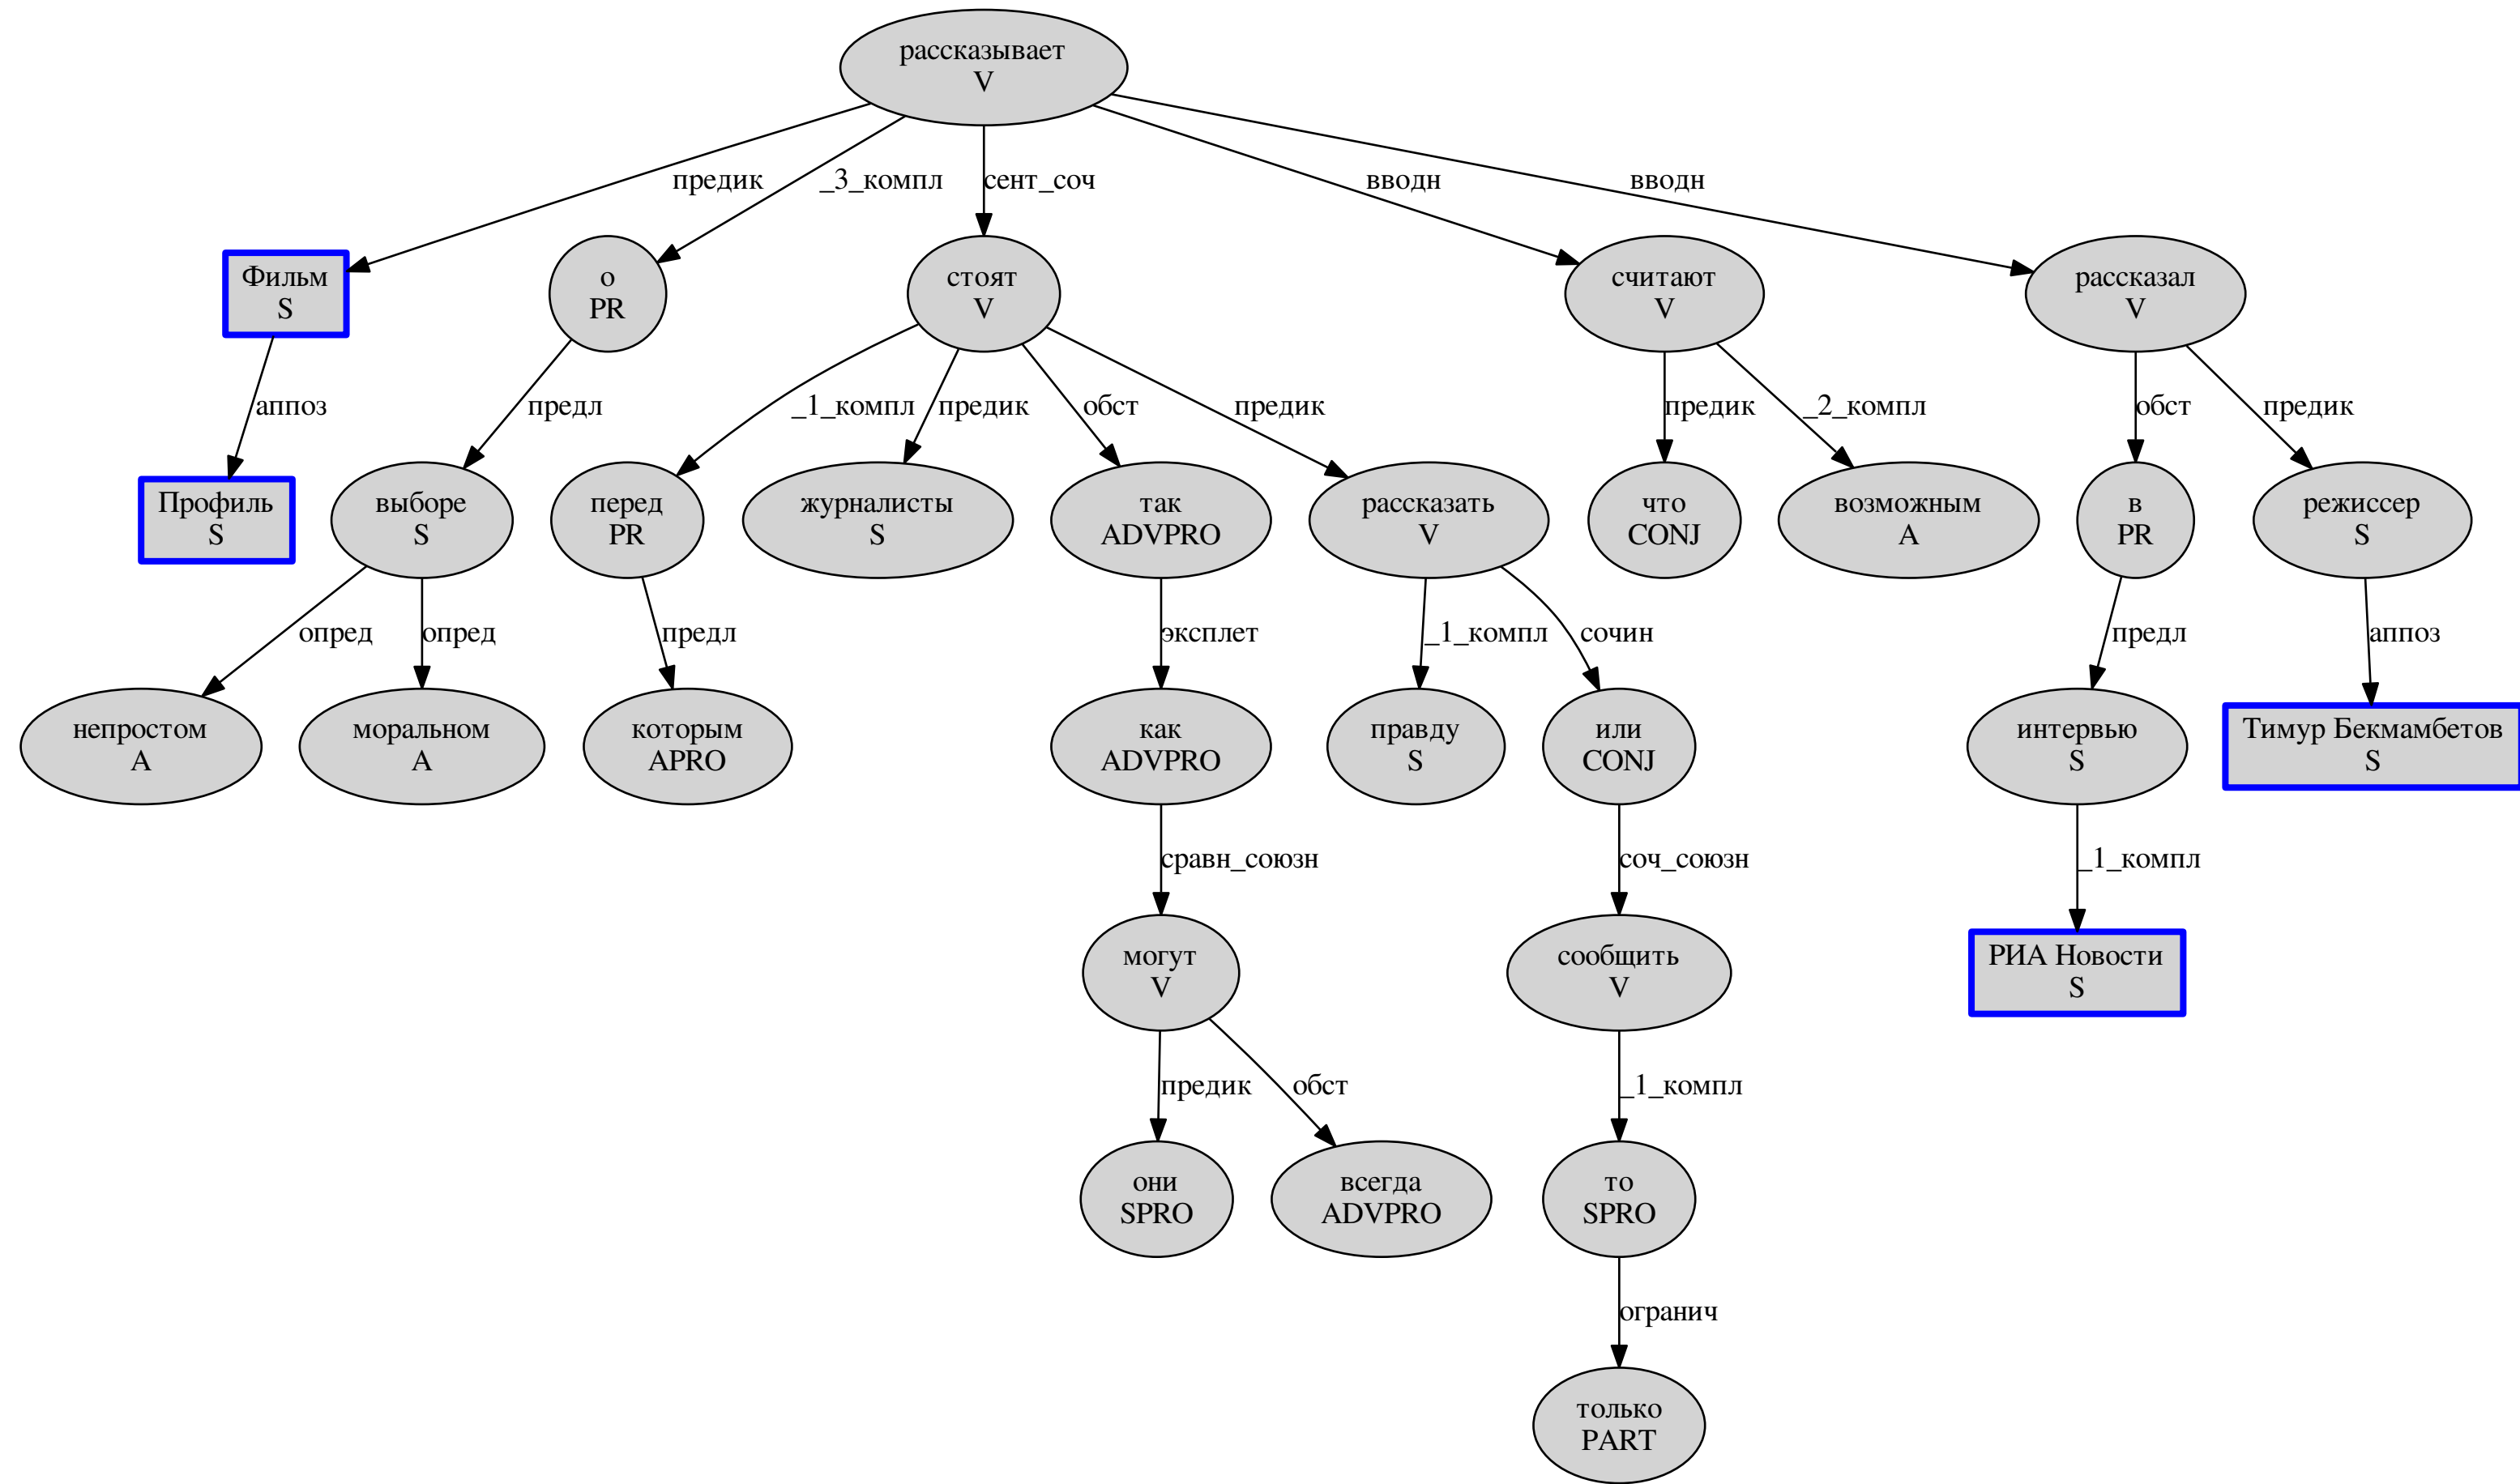 рассказывает
V
предик
_3_компл
сент_соч
вводн
вводн
Фильм
S
о
PR
стоят
V
считают
V
рассказал
V
аппоз
предл
_1_компл
предик
обст
предик
предик
_2_компл
обст
предик
Профиль
S
выборе
S
перед
PR
журналисты
S
так
ADVPRO
рассказать
V
что
CONJ
возможным
A
в
PR
режиссер
S
опред
опред
предл
эксплет
_1_компл
сочин
предл
аппоз
непростом
A
моральном
A
которым
APRO
как
ADVPRO
правду
S
или
CONJ
интервью
S
Тимур Бекмамбетов
S
сравн_союзн
соч_союзн
_1_компл
могут
V
сообщить
V
РИА Новости
S
предик
обст
_1_компл
они
SPRO
всегда
ADVPRO
то
SPRO
огранич
только
PART